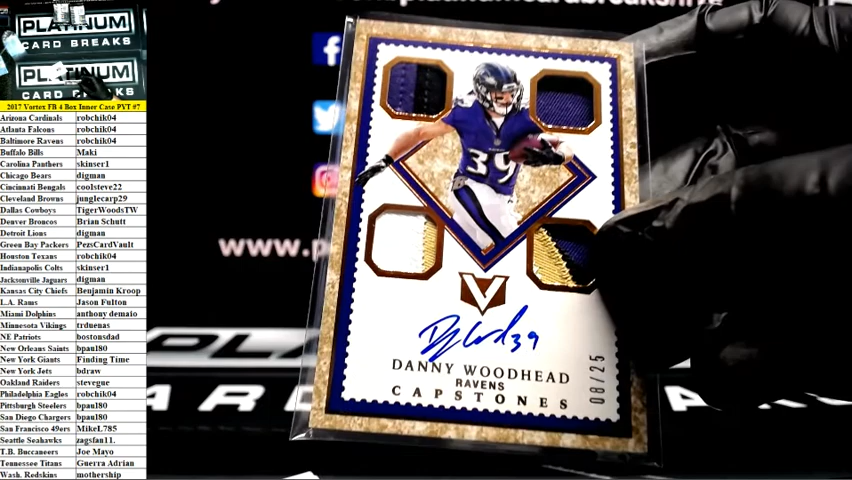 PLATINUM
CARD BREAKS
PLATINUM
CARD BREAKS
2017 Vortex FB 4 Box Inner Case PYT #7
Arizona Cardinals robchik04
Atlanta Falcons robchik04
Baltimore Ravens robchik04
Buffalo Bills Maki
Carolina Panthers skinser1
Chicago Bears digman
Cincinnati Bengals coolsteve22
Cleveland Browns junglecarp29
Dallas Cowboys TigerWoodsTW
Denver Broncos Brian Schutt
Detroit Lions digman
Green Bay Packers PezsCardVault
Houston Texans robchik04
Indianapolis Colts skinser1
Jacksonville Jaguars digman
Kansas City Chiefs Benjamin Kroop
L.A. Rams Jason Fulton
Miami Dolphins anthony demaio
Minnesota Vikings trduenas
NE Patriots bostonsdad
New Orleans Saints bpau180
New York Giants Finding Time
New York Jets bdraw
Oakland Raiders stevegue
Philadelphia Eagles robchik04
Pittsburgh Steelers bpau180
San Diego Chargers bpau180
San Francisco 49ers MikeL785
Seattle Seahawks zagsfan11.
T.B. Buccaneers Joe Mayo
Tennessee Titans Guerra Adrian
Wash. Redskins mothership
www.p
39
V
39
DANNY WOODHEAD
RAVENS
CAPSTONES
08/25